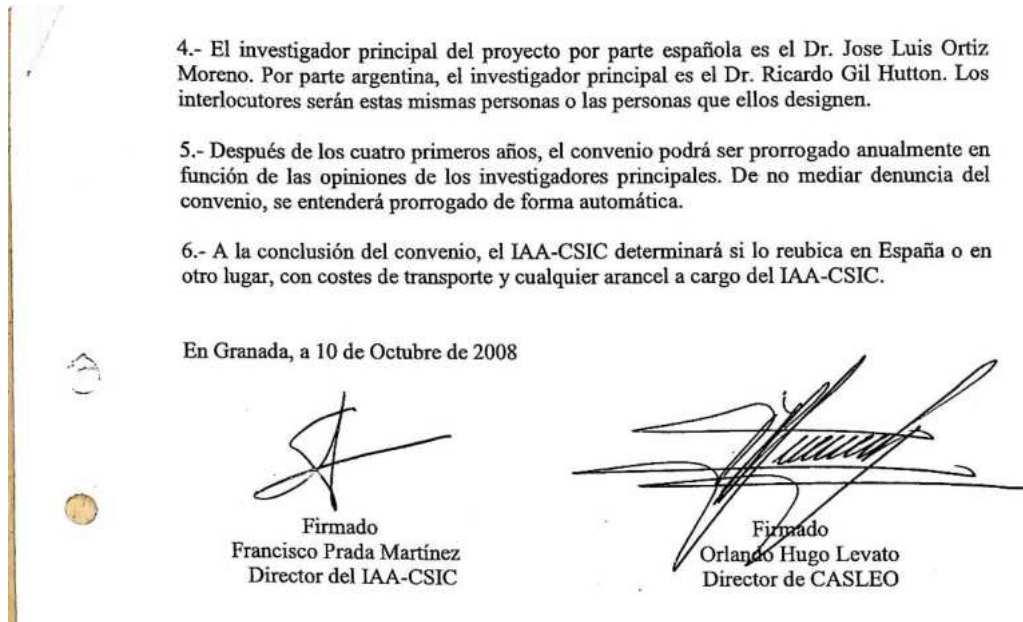 4.- El investigador principal del proyecto por parte española es el Dr. Jose Luis Ortiz
Moreno. Por parte argentina, el investigador principal es el Dr. Ricardo Gil Hutton. Los
interlocutores serán estas mismas personas o las personas que ellos designen.
5.- Después de los cuatro primeros años, el convenio podrá ser prorrogado anualmente en
función de las opiniones de los investigadores principales. De no mediar denuncia del
convenio, se entenderá prorrogado de forma automática.
6.- A la conclusión del convenio, el IAA-CSIC determinará si lo reubica en España o en
otro lugar, con costes de transporte y cualquier arancel a cargo del IAA-CSIC.
En Granada, a 10 de Octubre de 2008
Firmado
Francisco Prada Martínez
Director del IAA-CSIC
Firmado
Orlando Hugo Levato
Director de CASLEO